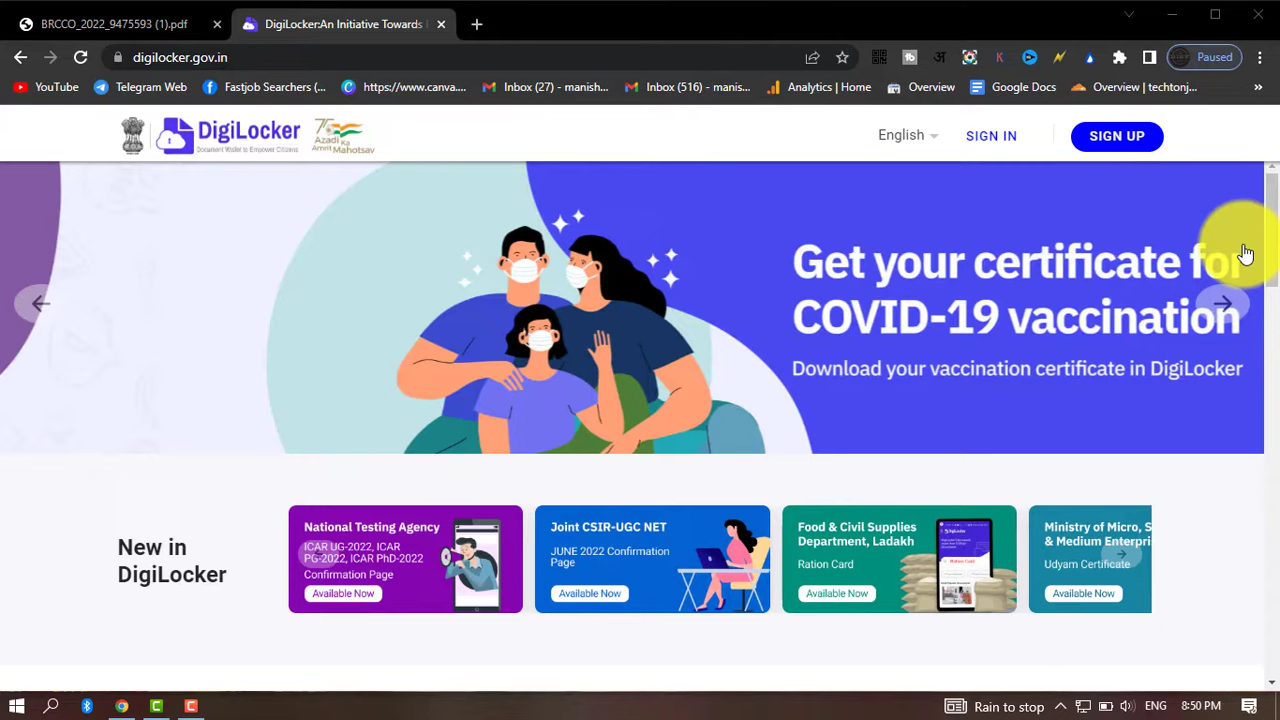 BRCCO_2022_9475593 (1).pdf
DigiLocker:An Initiative Towards
digilocker.gov.in
Paused
YouTube
Telegram Web
Fastjob Searchers (...
https://www.canva....
Inbox (27) - manish...
Inbox (516) - manis...
Analytics | Home
Overview
Google Docs
Overview | techtonj...
»
DigiLocker
Document Wallet to Empower Citizens
Azadi Ka
Amrit Mahotsav
English
SIGN IN
SIGN UP
Get your certificate for
COVID-19 vaccination
Download your vaccination certificate in DigiLocker
New in
DigiLocker
National Testing Agency
ICAR UG-2022, ICAR
PG-2022, ICAR PhD-2022
Confirmation Page
Available Now
Joint CSIR-UGC NET
JUNE 2022 Confirmation
Page
Available Now
Food & Civil Supplies
Department, Ladakh
Ration Card
Available Now
Ministry of Micro, S
& Medium Enterpri
Udyam Certificate
Available Now
Rain to stop
ENG
8:50 PM